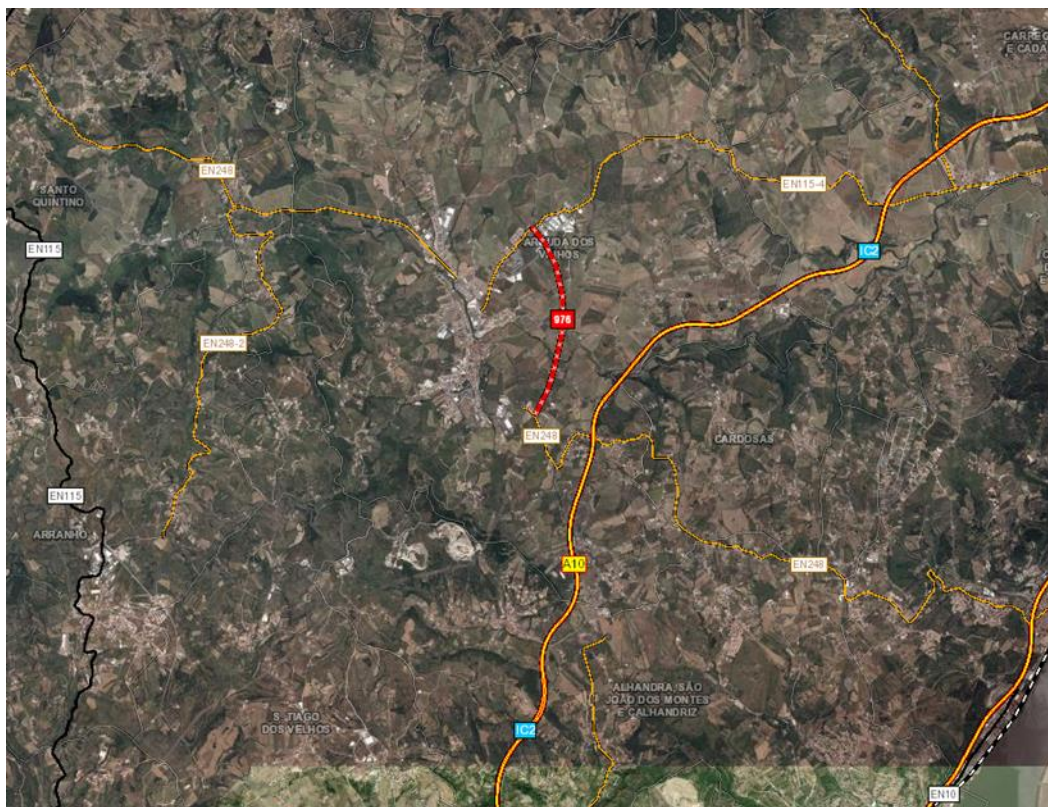 CARREG
E CADA
EN248
EN115-4
SANTO
QUINTINO
EN115
ARRUDA DOS
VELHOS
IC2
976
EN248-2
EN248
CARDOSAS
EN115
ARRANHÓ
A10
EN248
ALHANDRA, SÃO
JOÃO DOS MONTES
E CALHANDRIZ
S. TIAGO
DOS VELHOS
IC2
EN10